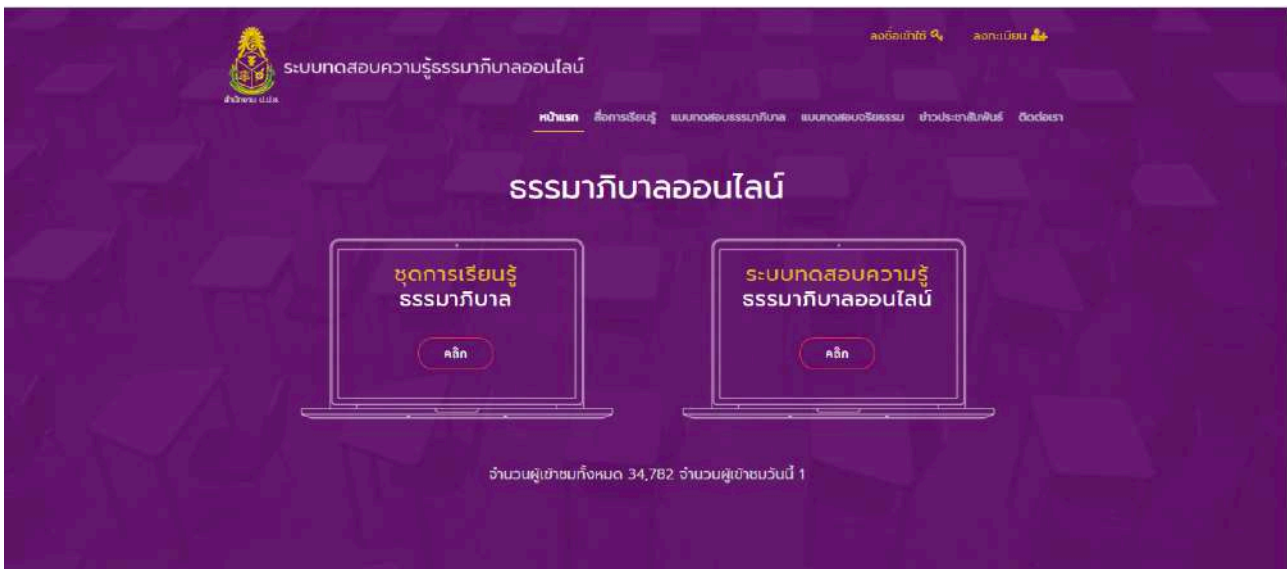 ลงชื่อเข้าใช้ ลงทะเบียน
ระบบทดสอบความรู้ธรรมาภิบาลออนไลน์
สำนักงาน ป.ป.ท.
หน้าแรก สื่อการเรียนรู้ แบบทดสอบธรรมาภิบาล แบบทดสอบจริยธรรม ข่าวประชาสัมพันธ์ ติดต่อเรา
ธรรมาภิบาลออนไลน์
ชุดการเรียนรู้
ธรรมาภิบาล
คลิก
ระบบทดสอบความรู้
ธรรมาภิบาลออนไลน์
คลิก
จำนวนผู้เข้าชมทั้งหมด 34,782 จำนวนผู้เข้าชมวันนี้ 1